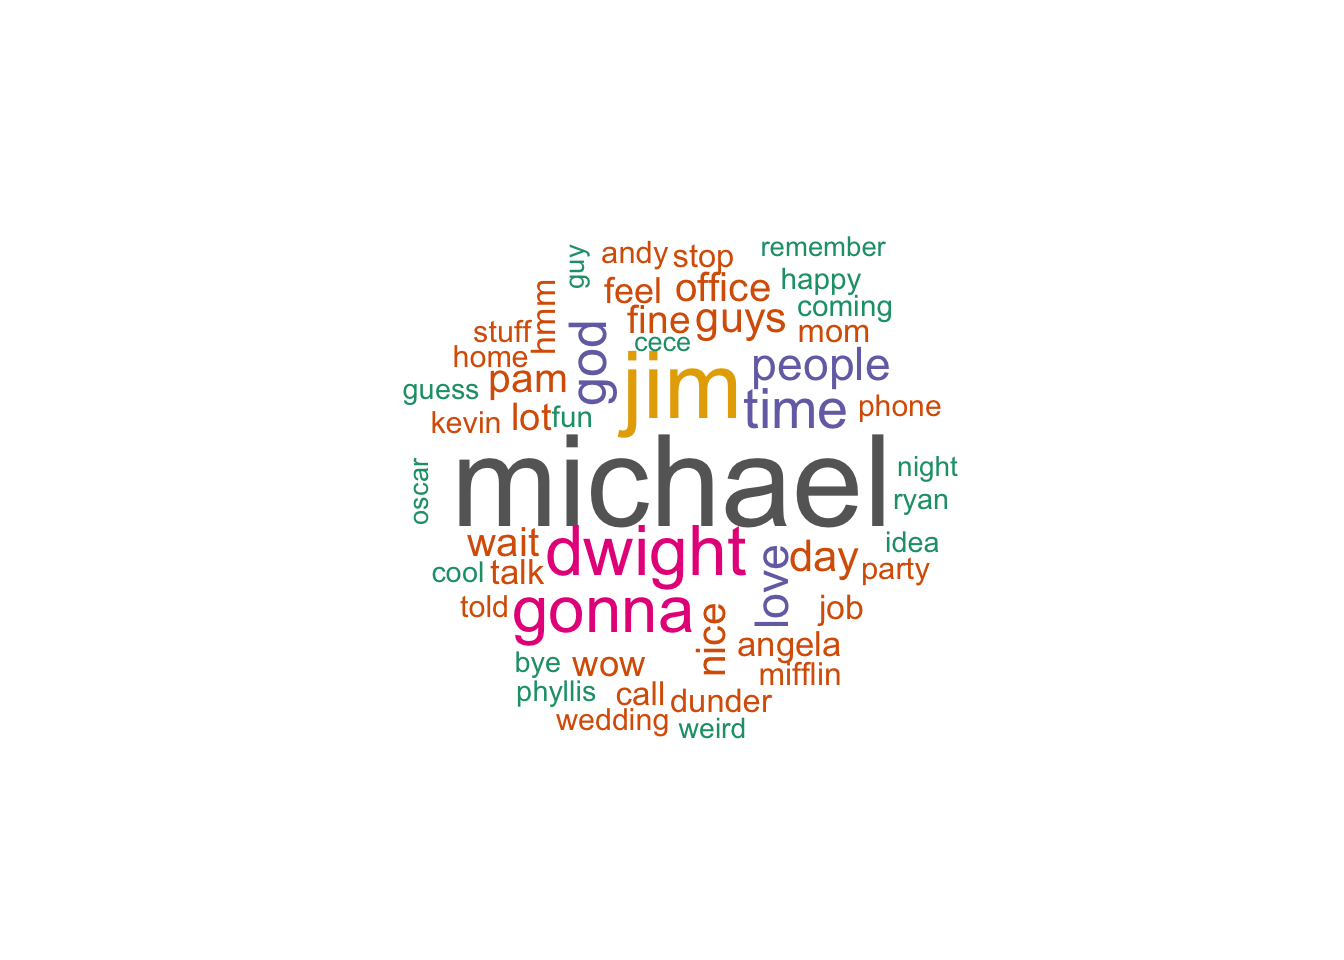 remember
andy stop
guy
happy
feel office
coming
hmm
fine guys
stuff
mom
god
cece
home
jim
people
pam
guess
time
phone
lot fun
kevin
michael
night
oscar
ryan
wait
dwight
love
day
idea
cool talk
party
told
gonna
nice
job
angela
bye wow
mifflin
phyllis call dunder
wedding
weird